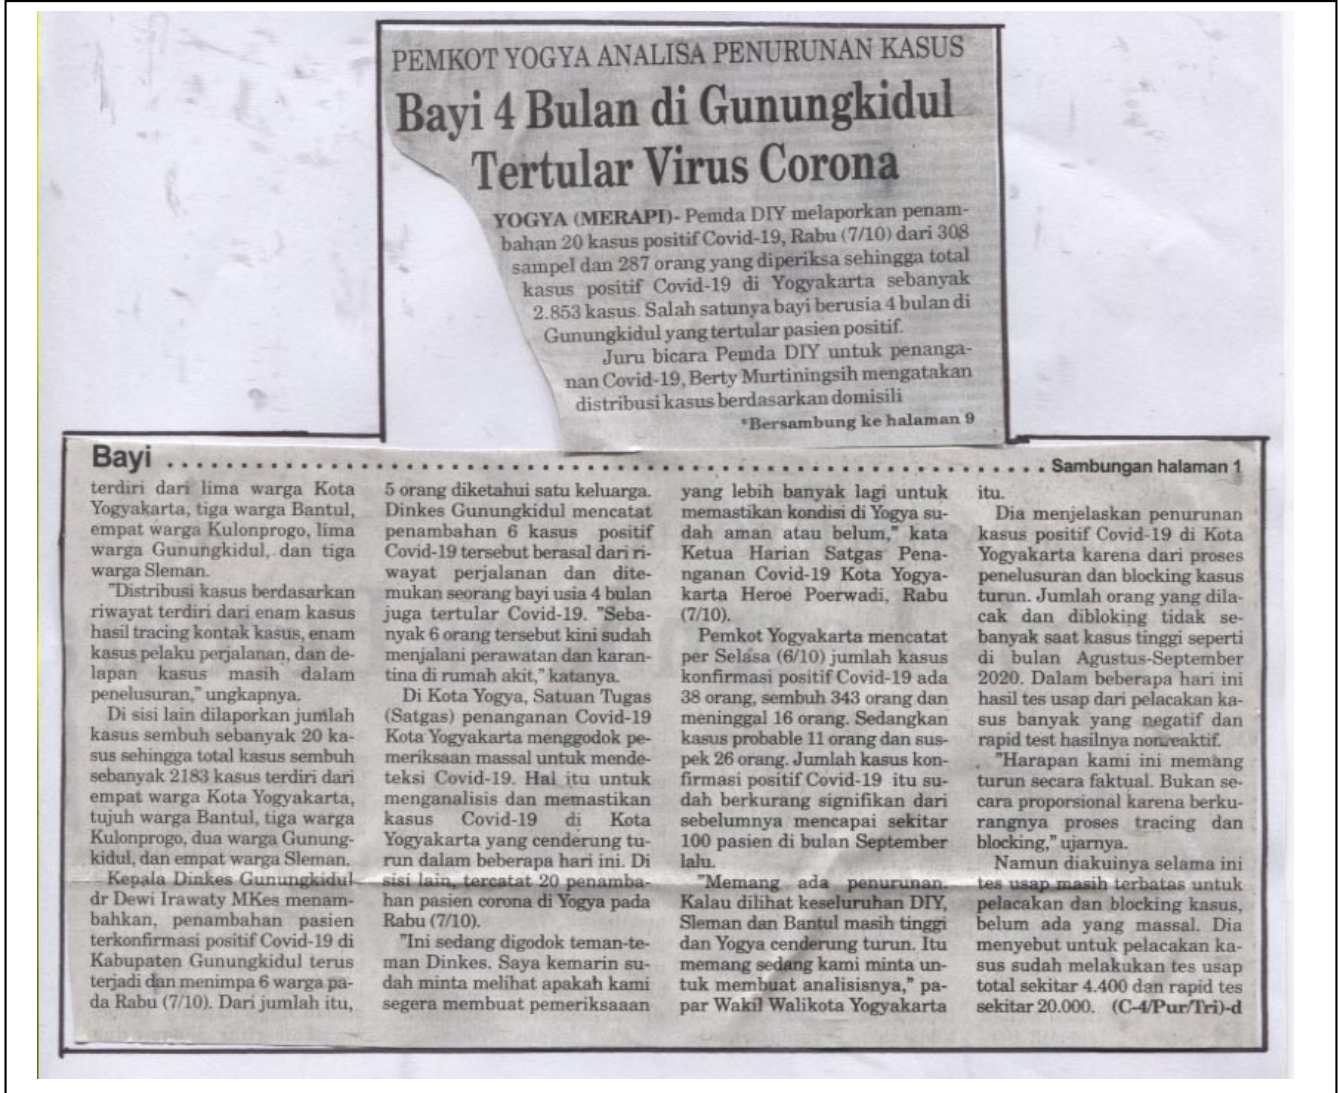 PEMKOT YOGYA ANALISA PENURUNAN KASUS
Bayi 4 Bulan di Gunungkidul
Tertular Virus Corona
YOGYA (MERAPI)- Pemda DIY melaporkan penam-
bahan 20 kasus positif Covid-19, Rabu (7/10) dari 308
sampel dan 287 orang yang diperiksa sehingga total
kasus positif Covid-19 di Yogyakarta sebanyak
2.853 kasus. Salah satunya bayi berusia 4 bulan di
Gunungkidul yang tertular pasien positif.
Juru bicara Pemda DIY untuk penanga-
nan Covid-19, Berty Murtiningsih mengatakan
distribusi kasus berdasarkan domisili
*Bersambung ke halaman 9
Bayi . . . . . . . . . . . . . . . . . . . . . . . . . . . . . . Sambungan halaman 1
terdiri dari lima warga Kota
Yogyakarta, tiga warga Bantul,
empat warga Kulonprogo, lima
warga Gunungkidul, dan tiga
warga Sleman.
"Distribusi kasus berdasarkan
riwayat terdiri dari enam kasus
hasil tracing kontak kasus, enam
kasus pelaku perjalanan, dan de-
lapan kasus masih dalam
penelusuran," ungkapnya.
Di sisi lain dilaporkan jumlah
kasus sembuh sebanyak 20 ka-
sus sehingga total kasus sembuh
sebanyak 2183 kasus terdiri dari
empat warga Kota Yogyakarta,
tujuh warga Bantul, tiga warga
Kulonprogo, dua warga Gunung-
kidul, dan empat warga Sleman.
Kepala Dinkes Gunungkidul
dr Dewi Irawaty MKes menam-
bahkan, penambahan pasien
terkonfirmasi positif Covid-19 di
Kabupaten Gunungkidul terus
terjadi dan menimpa 6 warga pa-
da Rabu (7/10). Dari jumlah itu,
5 orang diketahui satu keluarga.
Dinkes Gunungkidul mencatat
penambahan 6 kasus positif
Covid-19 tersebut berasal dari ri-
wayat perjalanan dan dite-
mukan seorang bayi usia 4 bulan
juga tertular Covid-19. "Seba-
nyak 6 orang tersebut kini sudah
menjalani perawatan dan karan-
tina di rumah akit," katanya.
Di Kota Yogya, Satuan Tugas
(Satgas) penanganan Covid-19
Kota Yogyakarta menggodok pe-
meriksaan massal untuk mende-
teksi Covid-19. Hal itu untuk
menganalisis dan memastikan
kasus Covid-19 di Kota
Yogyakarta yang cenderung tu-
run dalam beberapa hari ini. Di
sisi lain, tercatat 20 penamba-
han pasien corona di Yogya pada
Rabu (7/10).
"Ini sedang digodok teman-te-
man Dinkes. Saya kemarin su-
dah minta melihat apakah kami
segera membuat pemeriksaaan
yang lebih banyak lagi untuk
memastikan kondisi di Yogya su-
dah aman atau belum," kata
Ketua Harian Satgas Pena-
nganan Covid-19 Kota Yogya-
karta Heroe Poerwadi, Rabu
(7/10).
Pemkot Yogyakarta mencatat
per Selasa (6/10) jumlah kasus
konfirmasi positif Covid-19 ada
38 orang, sembuh 343 orang dan
meninggal 16 orang. Sedangkan
kasus probable 11 orang dan sus-
pek 26 orang. Jumlah kasus kon-
firmasi positif Covid-19 itu su-
dah berkurang signifikan dari
sebelumnya mencapai sekitar
100 pasien di bulan September
lalu.
"Memang ada penurunan.
Kalau dilihat keseluruhan DIY,
Sleman dan Bantul masih tinggi
dan Yogya cenderung turun. Itu
memang sedang kami minta un-
tuk membuat analisisnya," pa-
par Wakil Walikota Yogyakarta
itu.
Dia menjelaskan penurunan
kasus positif Covid-19 di Kota
Yogyakarta karena dari proses
penelusuran dan blocking kasus
turun. Jumlah orang yang dila-
cak dan dibloking tidak se-
banyak saat kasus tinggi seperti
di bulan Agustus-September
2020. Dalam beberapa hari ini
hasil tes usap dari pelacakan ka-
sus banyak yang negatif dan
rapid test hasilnya nonreaktif.
"Harapan kami ini memang
turun secara faktual. Bukan se-
cara proporsional karena berku-
rangnya proses tracing dan
blocking," ujarnya.
Namun diakuinya selama ini
tes usap masih terbatas untuk
pelacakan dan blocking kasus,
belum ada yang massal. Dia
menyebut untuk pelacakan ka-
sus sudah melakukan tes usap
total sekitar 4.400 dan rapid tes
sekitar 20.000. (C-4/Pur/Tri)-d